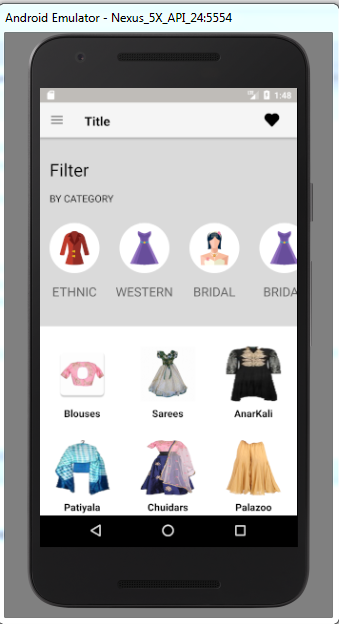 Android Emulator - Nexus_5X_API_24:5554
1:48
Title
Filter
BY CATEGORY
ETHNIC WESTERN BRIDAL BRIDA
Blouses Sarees AnarKali
Patiyala Chuidars Palazoo